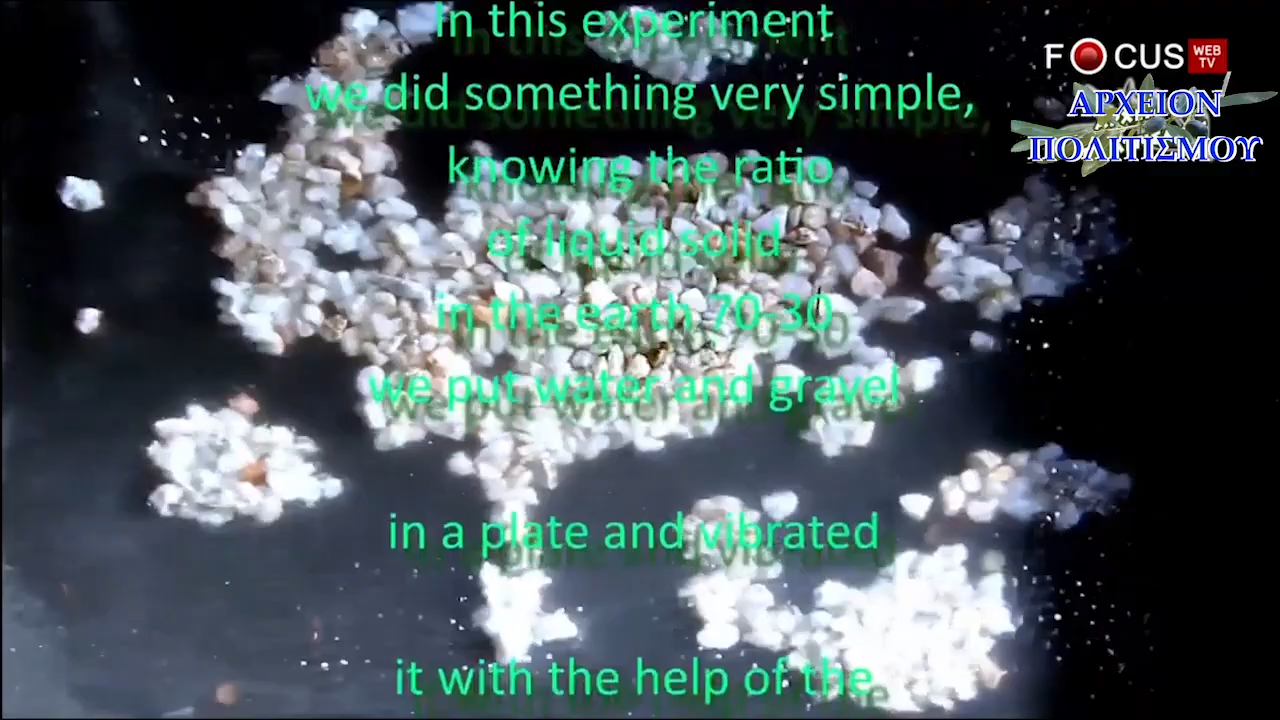 In this experiment
we did something very simple,
knowing the ratio
of liquid solid
in the earth 70-30
we put water and gravel
in a plate and vibrated
it with the help of the
FOCUS WEB TV
ΑΡΧΕΙΟΝ
ΠΟΛΙΤΙΣΜΟΥ